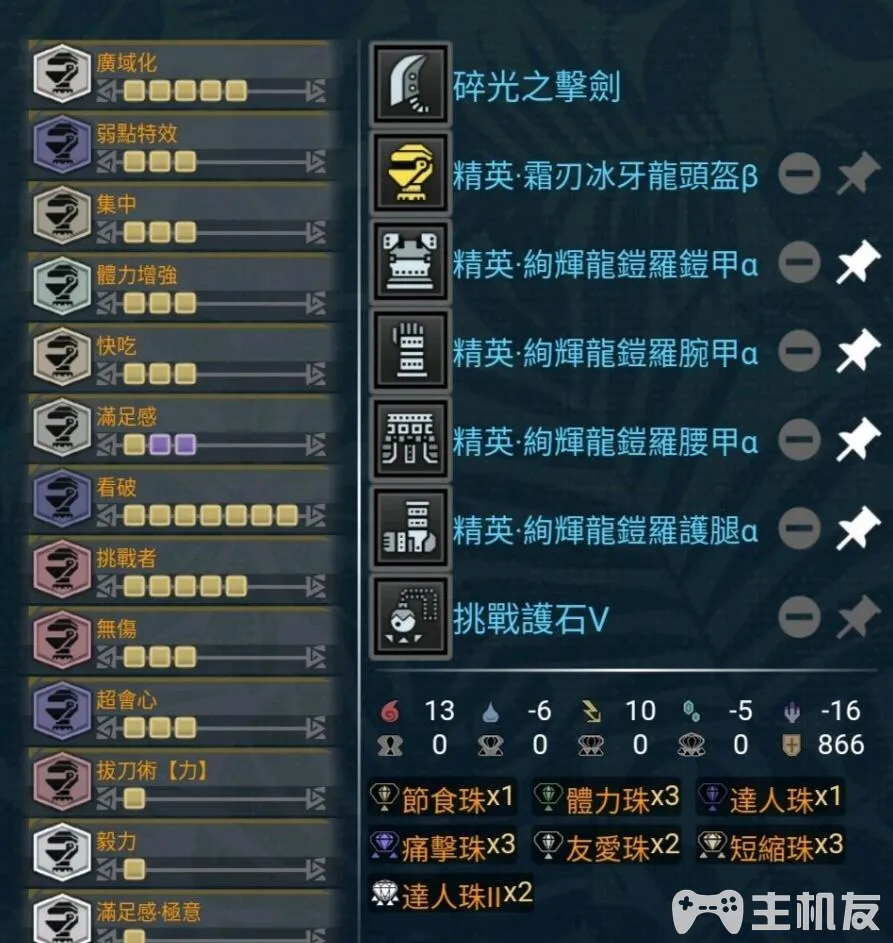 廣域化
弱點特效
集中
體力增強
快吃
滿足感
看破
挑戰者
無傷
超會心
拔刀術【力】
毅力
滿足感·極意
碎光之擊劍
精英·霜刃冰牙龍頭盔β
精英·絢輝龍鎧羅鎧甲α
精英·絢輝龍鎧羅腕甲α
精英·絢輝龍鎧羅腰甲α
精英·絢輝龍鎧羅護腿α
挑戰護石V
13 -6 10 -5 -16
0 0 0 0 866
節食珠x1 體力珠x3 達人珠x1
痛擊珠x3 友愛珠x2 短縮珠x3
達人珠IIx2
主机友